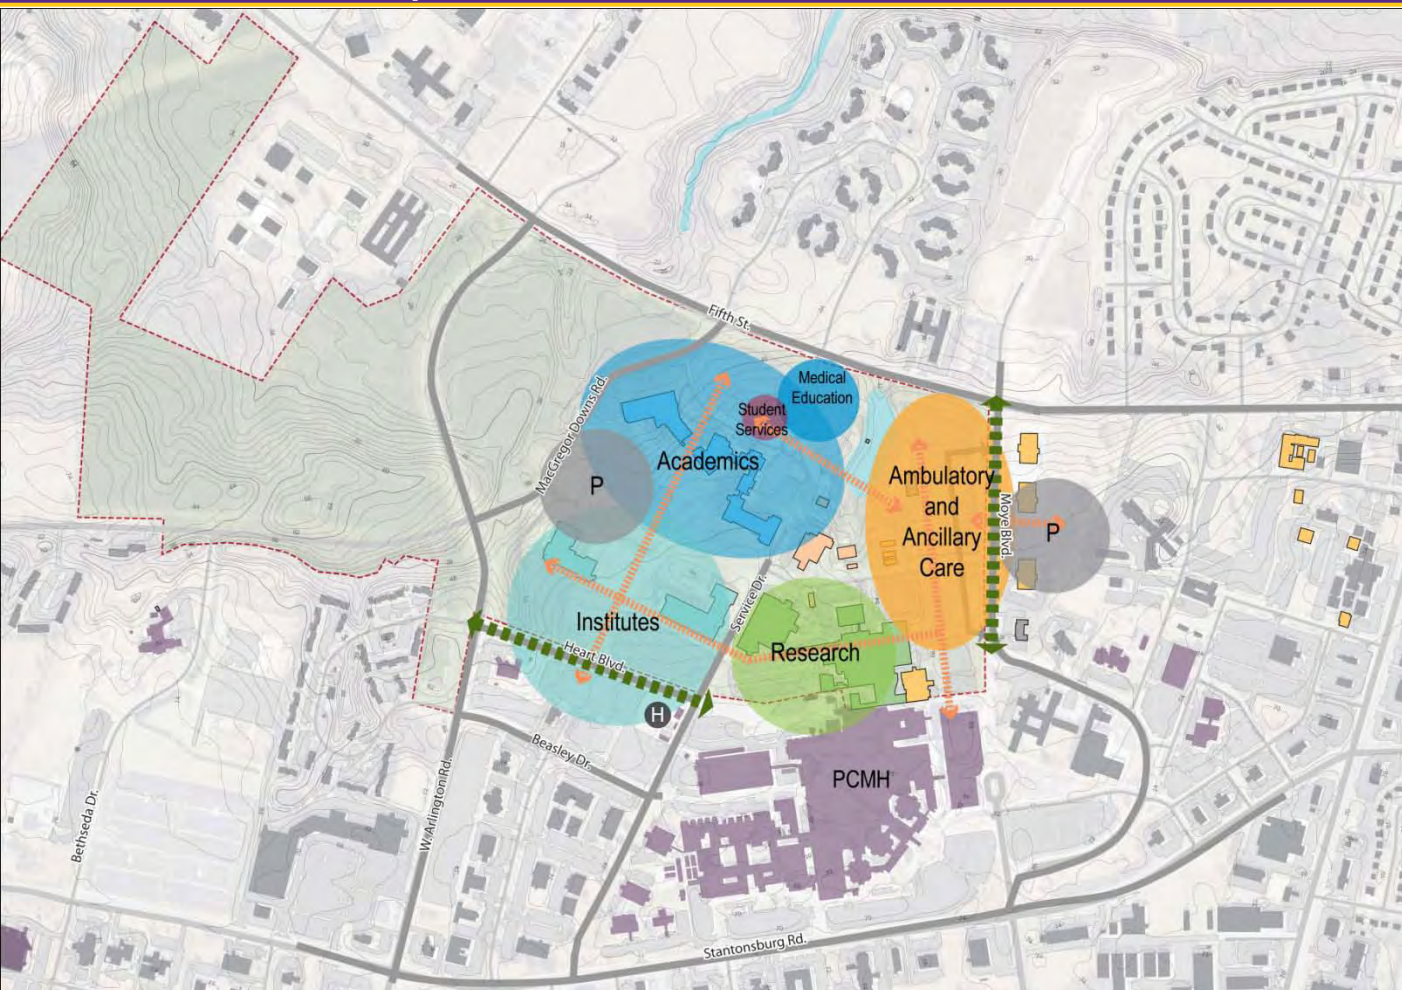 Fifth St.
Medical
Education
Student
Services
MacGregor Downs Rd.
Academics
P
Ambulatory
and
Ancillary
Care
Moye Blvd.
P
Service Dr.
Institutes
Heart Blvd.
Research
H
Beasley Dr.
PCMH
W. Arlington Rd.
Bethseda Dr.
Stantonsburg Rd.